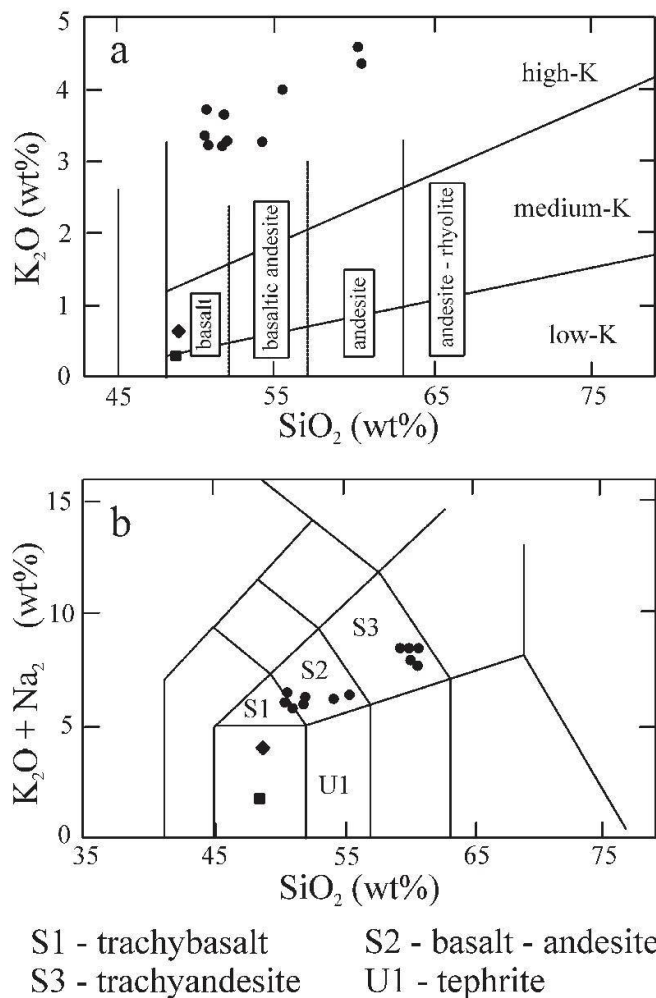 a
5
4
3
2
1
0
K₂O (wt%)
high-K
medium-K
low-K
basalt
basaltic andesite
andesite
andesite - rhyolite
45 55 65 75
SiO₂ (wt%)
b
15
10
5
0
K₂O + Na₂ (wt%)
S1
S2
S3
U1
35 45 55 65 75
SiO₂ (wt%)
S1 - trachybasalt S2 - basalt - andesite
S3 - trachyandesite U1 - tephrite